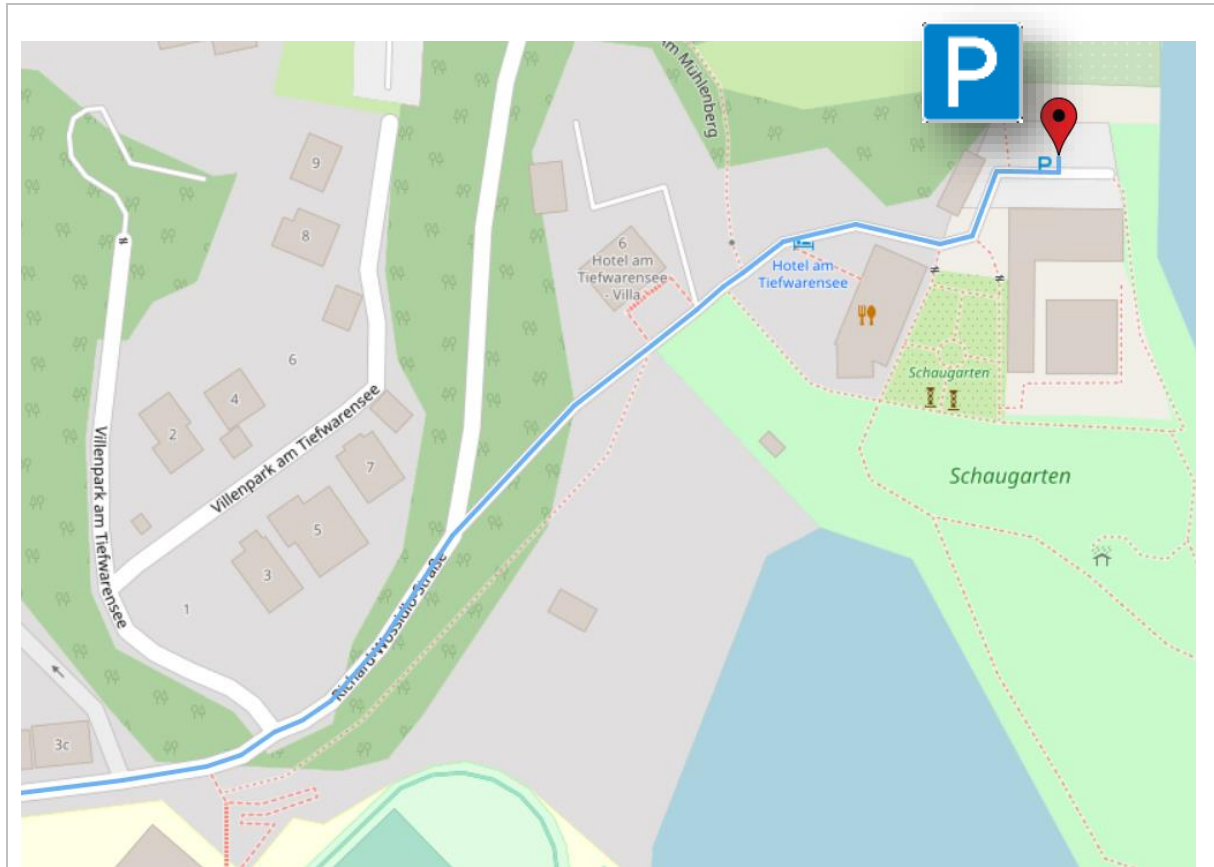 P
Am Mühlenberg
9
8
6
Hotel am
Tiefwarensee
- Villa
P
Hotel am
Tiefwarensee
6
4
2
Villenpark am Tiefwarensee
Villenpark am Tiefwarensee
7
5
3
1
Schaugarten
Schaugarten
Richard-Wossidlo-Straße
3c